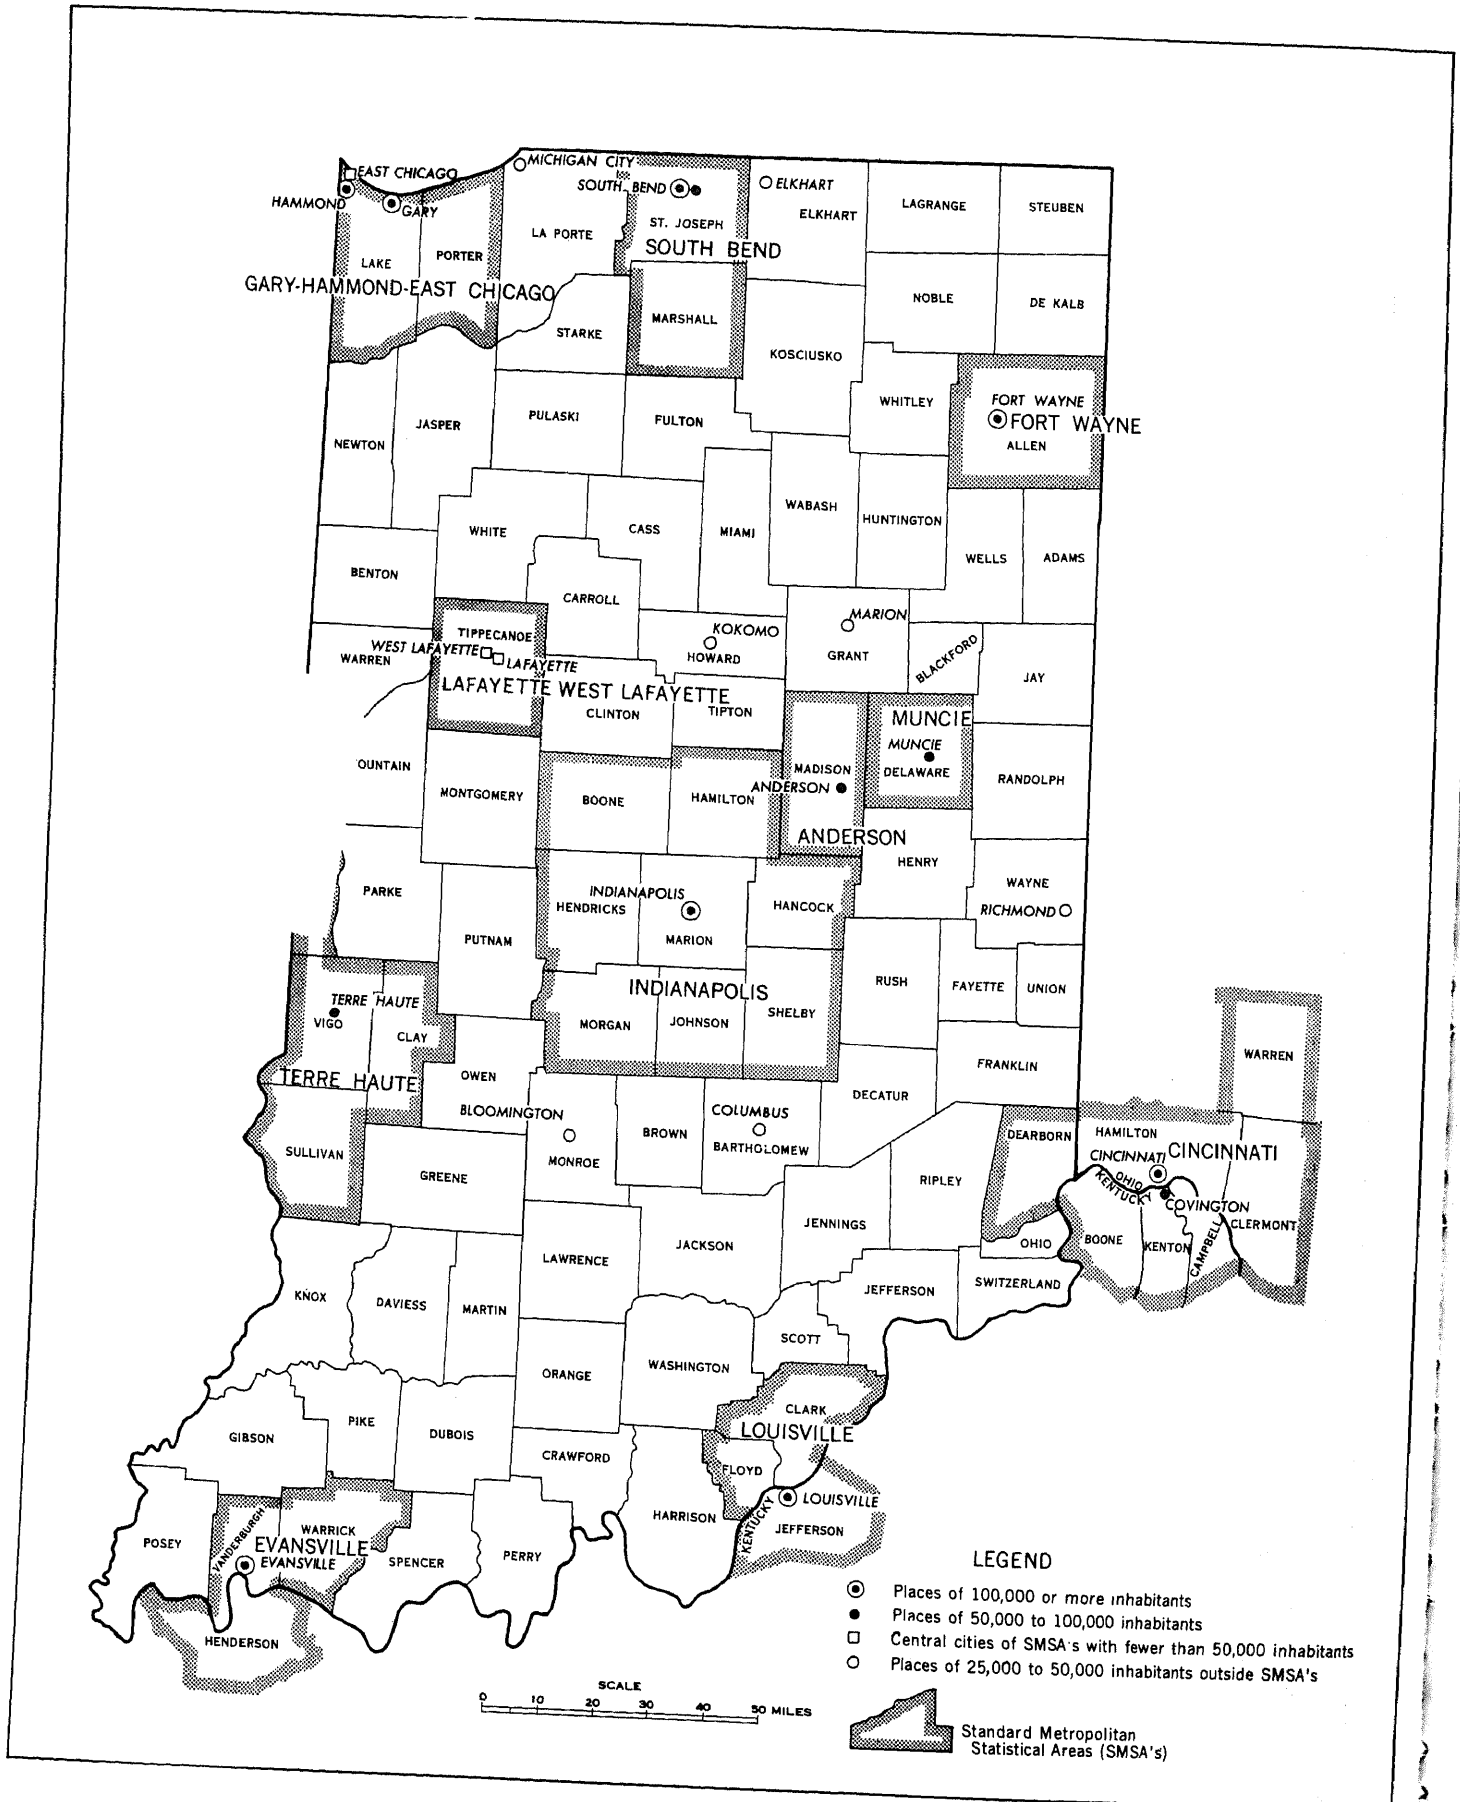 MICHIGAN CITY
EAST CHICAGO
SOUTH BEND
ELKHART
HAMMOND
GARY
ELKHART
LAGRANGE
STEUBEN
LA PORTE
ST. JOSEPH
SOUTH BEND
LAKE
PORTER
GARY-HAMMOND-EAST CHICAGO
NOBLE
DE KALB
STARKE
MARSHALL
KOSCIUSKO
WHITLEY
FORT WAYNE
FORT WAYNE
ALLEN
NEWTON
JASPER
PULASKI
FULTON
WHITE
CASS
MIAMI
WABASH
HUNTINGTON
WELLS
ADAMS
BENTON
CARROLL
MARION
TIPPECANOE
KOKOMO
WEST LAFAYETTE
LAFAYETTE
HOWARD
GRANT
BLACKFORD
WARREN
JAY
LAFAYETTE WEST LAFAYETTE
CLINTON
TIPTON
MUNCIE
MUNCIE
DELAWARE
OUNTAIN
MADISON
RANDOLPH
MONTGOMERY
BOONE
HAMILTON
ANDERSON
ANDERSON
HENRY
WAYNE
RICHMOND
PARKE
INDIANAPOLIS
HENDRICKS
HANCOCK
PUTNAM
MARION
RUSH
FAYETTE
UNION
TERRE HAUTE
VIGO
CLAY
INDIANAPOLIS
MORGAN
JOHNSON
SHELBY
WARREN
TERRE HAUTE
OWEN
FRANKLIN
DECATUR
BLOOMINGTON
COLUMBUS
SULLIVAN
MONROE
BROWN
BARTHOLOMEW
DEARBORN
HAMILTON
CINCINNATI
CINCINNATI
GREENE
RIPLEY
OHIO
KENTUCKY
COVINGTON
JENNINGS
CLERMONT
LAWRENCE
JACKSON
OHIO
BOONE
KENTON
CAMPBELL
KNOX
DAVIESS
MARTIN
JEFFERSON
SWITZERLAND
SCOTT
ORANGE
WASHINGTON
CLARK
LOUISVILLE
GIBSON
PIKE
DUBOIS
CRAWFORD
FLOYD
LOUISVILLE
HARRISON
KENTUCKY
JEFFERSON
POSEY
VANDERBURGH
WARRICK
EVANSVILLE
EVANSVILLE
SPENCER
PERRY
HENDERSON
LEGEND
Places of 100,000 or more inhabitants
Places of 50,000 to 100,000 inhabitants
Central cities of SMSA's with fewer than 50,000 inhabitants
Places of 25,000 to 50,000 inhabitants outside SMSA's
SCALE
0 10 20 30 40 50 MILES
Standard Metropolitan
Statistical Areas (SMSA's)